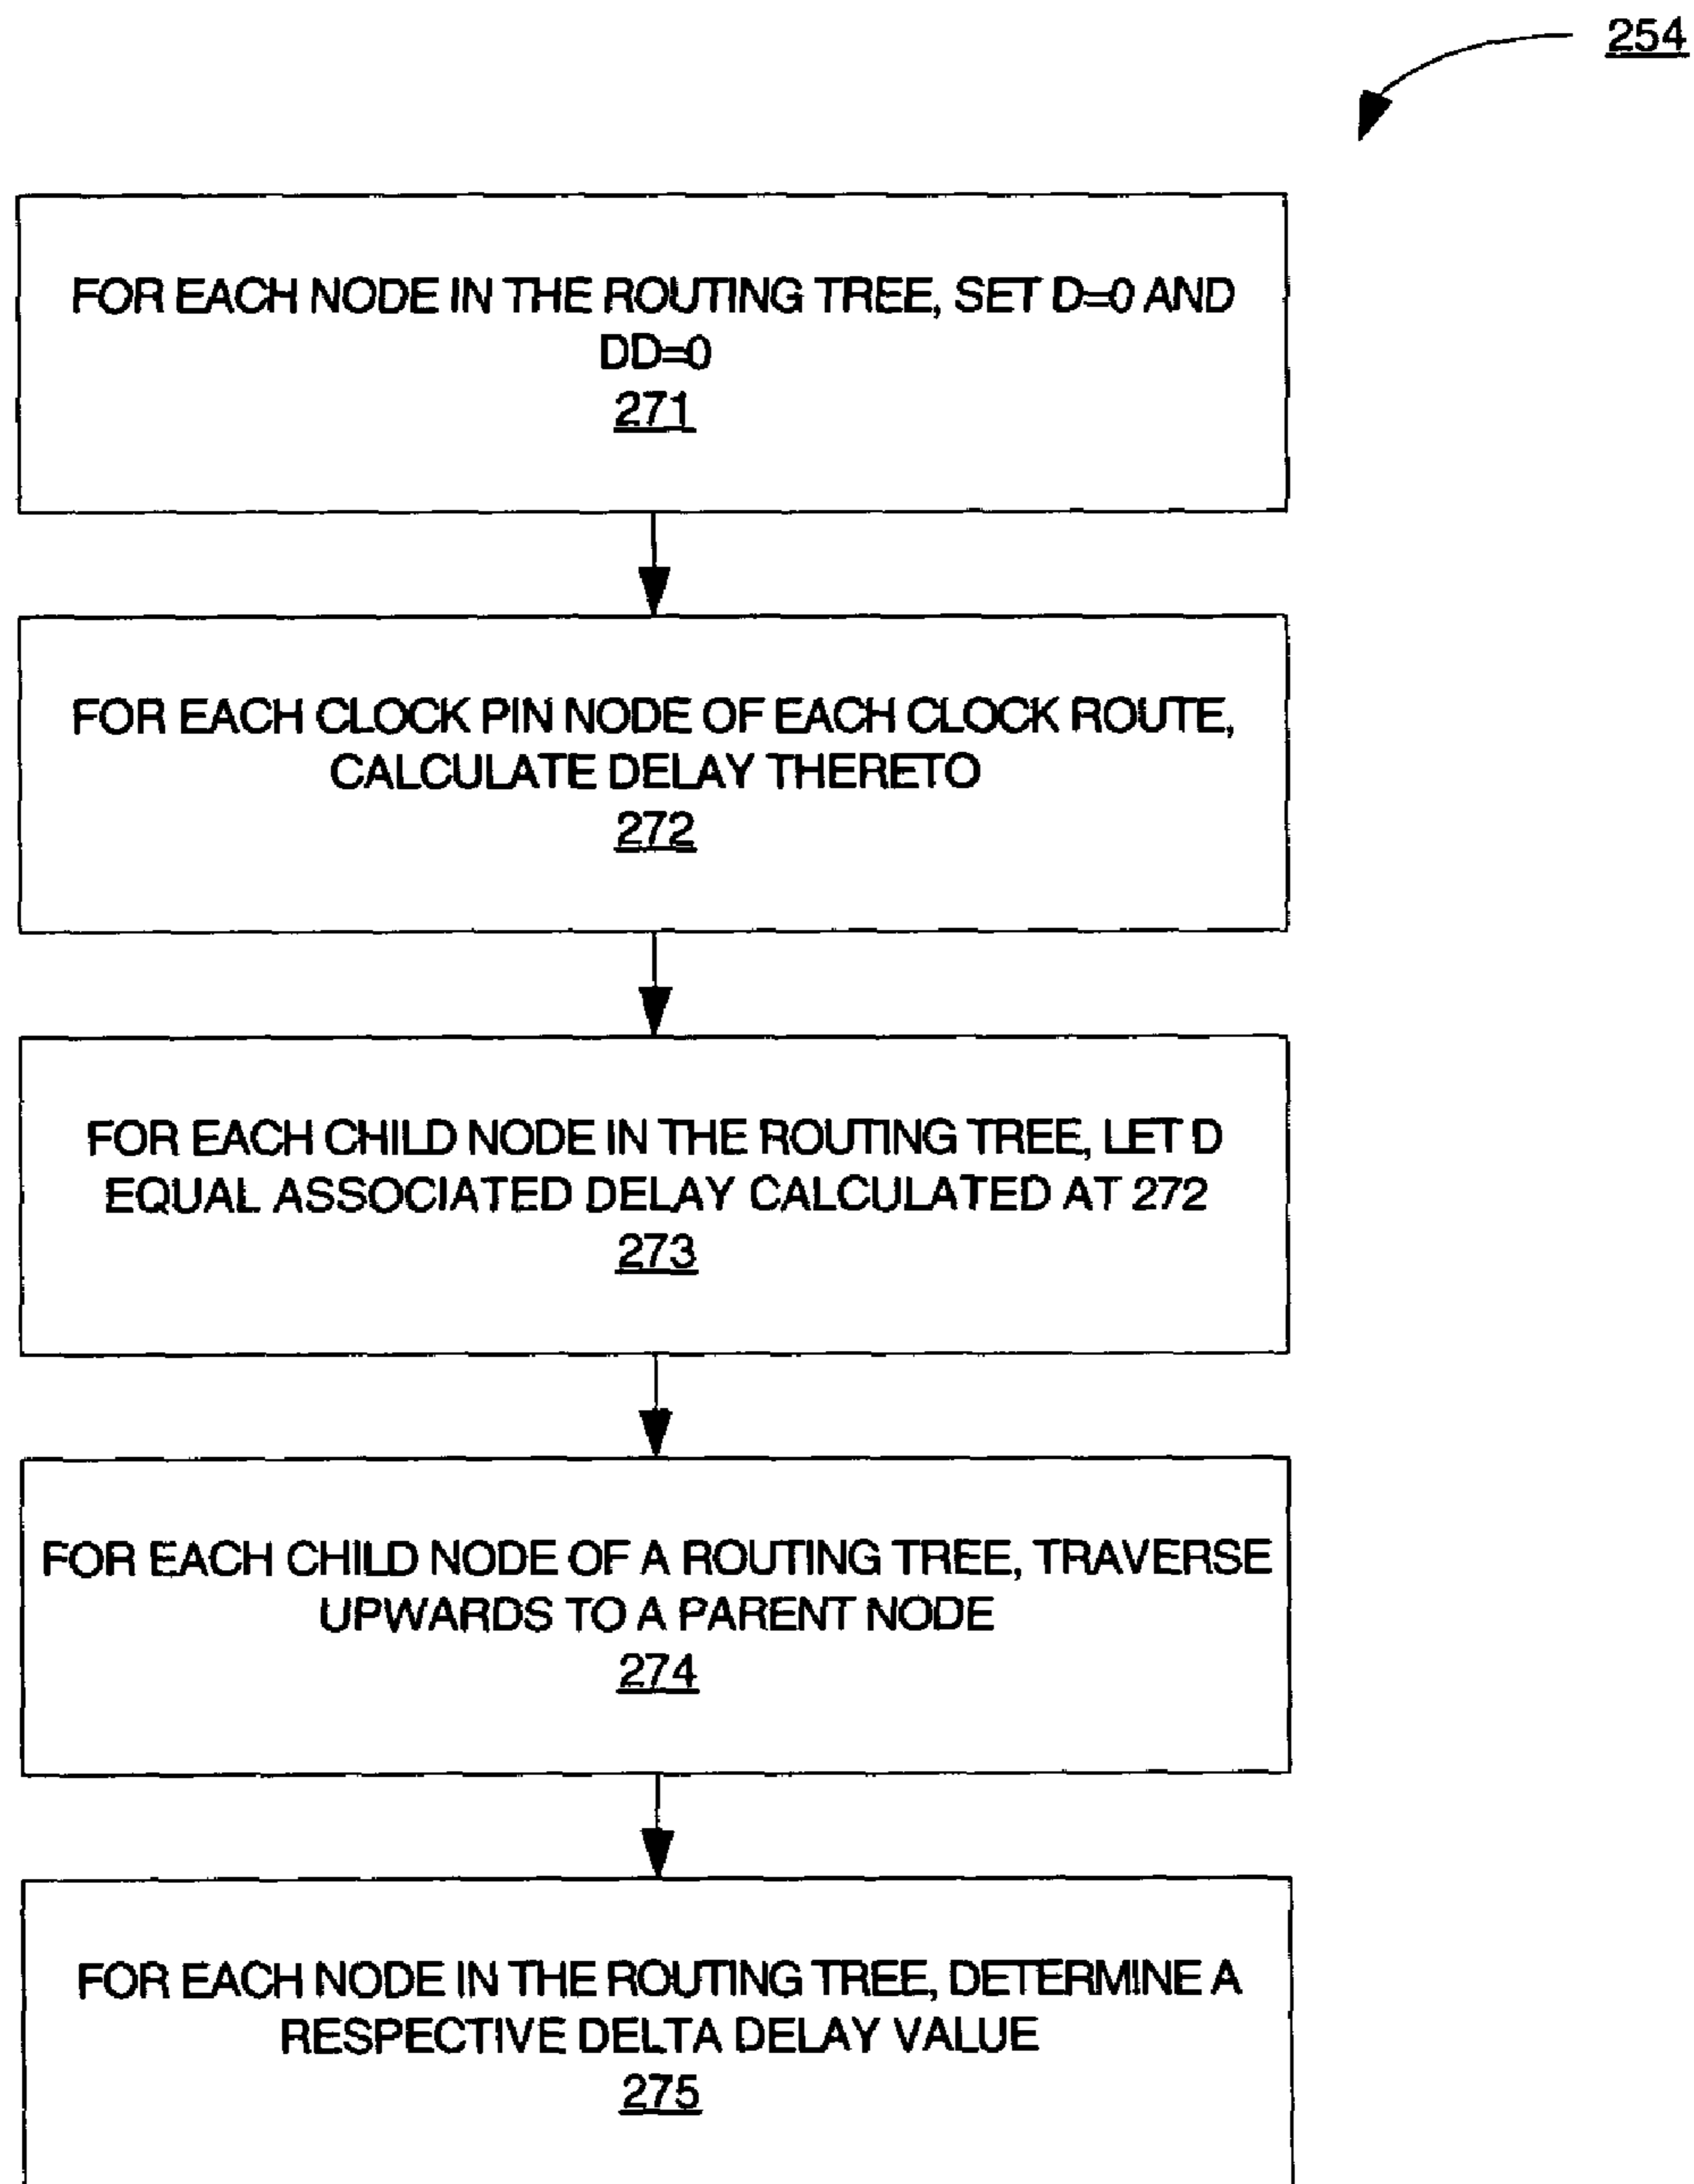 254
FOR EACH NODE IN THE ROUTING TREE, SET D=0 AND
DD=0
271
FOR EACH CLOCK PIN NODE OF EACH CLOCK ROUTE,
CALCULATE DELAY THERETO
272
FOR EACH CHILD NODE IN THE ROUTING TREE, LET D
EQUAL ASSOCIATED DELAY CALCULATED AT 272
273
FOR EACH CHILD NODE OF A ROUTING TREE, TRAVERSE
UPWARDS TO A PARENT NODE
274
FOR EACH NODE IN THE ROUTING TREE, DETERMINE A
RESPECTIVE DELTA DELAY VALUE
275